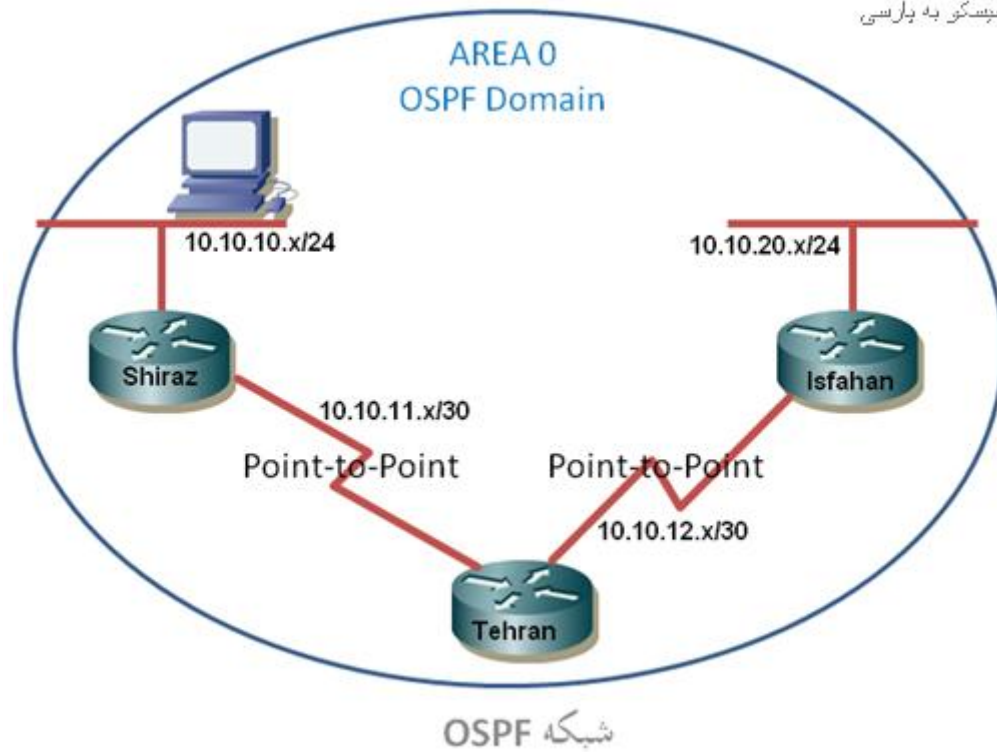 سیسکو به پارسی
AREA 0
OSPF Domain
10.10.10.x/24
10.10.20.x/24
Shiraz
Isfahan
10.10.11.x/30
Point-to-Point
Point-to-Point
10.10.12.x/30
Tehran
شبکه OSPF